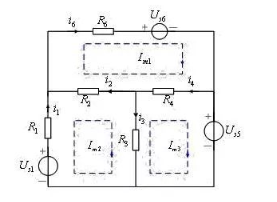 i6 R6 Us6
+ −
Im1
i2 i4
R2 R4
i1
R1 Im2 R3 i3 Im3 Us5
+ −
Us1
+ −